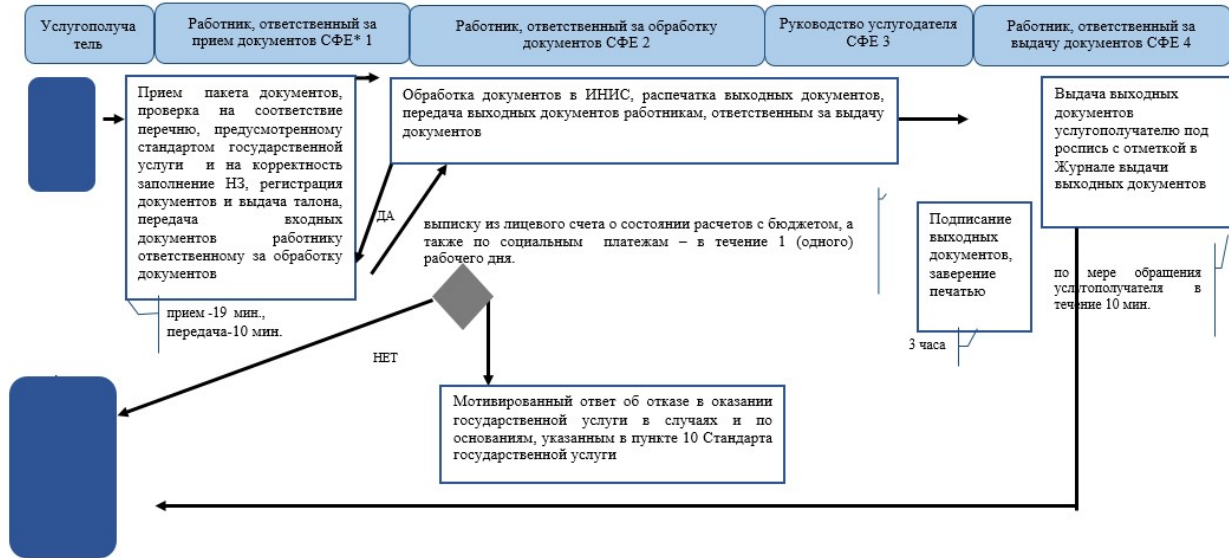 Услугополуча
тель
Работник, ответственный за
прием документов СФЕ* 1
Работник, ответственный за обработку
документов СФЕ 2
Руководство услугодателя
СФЕ 3
Работник, ответственный за
выдачу документов СФЕ 4
Прием пакета документов,
проверка на соответствие
перечню, предусмотренному
стандартом государственной
услуги и на корректность
заполнение НЗ, регистрация
документов и выдача талона,
передача входных
документов работнику
ответственному за обработку
документов
Обработка документов в ИНИС, распечатка выходных документов,
передача выходных документов работникам, ответственным за выдачу
документов
Выдача выходных
документов
услугополучателю под
роспись с отметкой в
Журнале выдачи
выходных документов
ДА
выписку из лицевого счета о состоянии расчетов с бюджетом, а
также по социальным платежам – в течение 1 (одного)
рабочего дня.
Подписание
выходных
документов,
заверение
печатью
по мере обращения
услугополучателя в
течение 10 мин.
прием -19 мин.,
передача-10 мин.
3 часа
НЕТ
Мотивированный ответ об отказе в оказании
государственной услуги в случаях и по
основаниям, указанным в пункте 10 Стандарта
государственной услуги